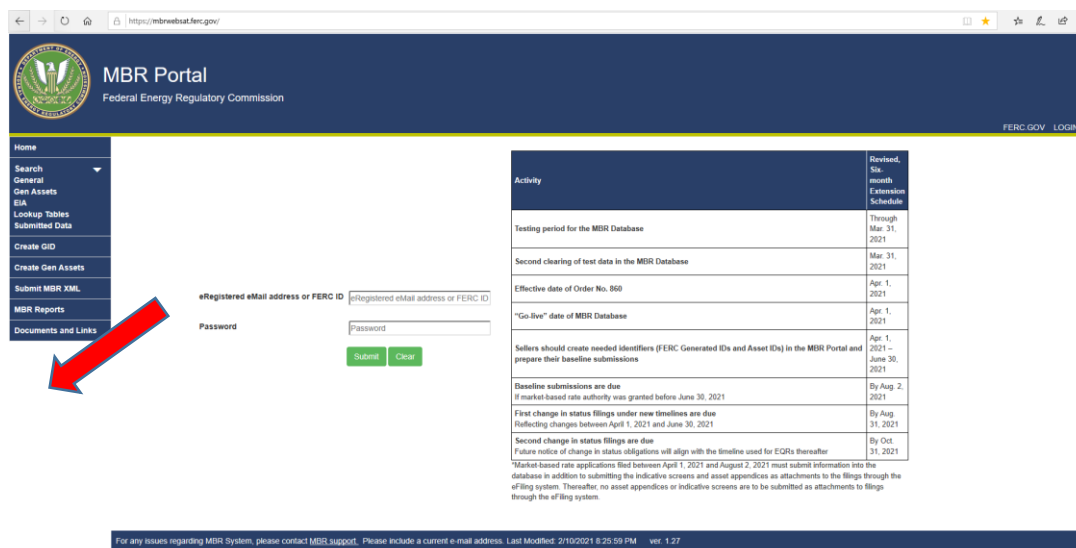 https://mbrwebsat.ferc.gov/
MBR Portal
Federal Energy Regulatory Commission
FERC.GOV LOGIN
Home
Search
General
Gen Assets
EIA
Lookup Tables
Submitted Data
Create GID
Create Gen Assets
Submit MBR XML
MBR Reports
Documents and Links
eRegistered eMail address or FERC ID
eRegistered eMail address or FERC ID
Password
Password
Submit Clear
Activity
Revised,
Six-
month
Extension
Schedule
Testing period for the MBR Database
Through
Mar. 31,
2021
Second clearing of test data in the MBR Database
Mar. 31,
2021
Effective date of Order No. 860
Apr. 1,
2021
"Go-live" date of MBR Database
Apr. 1,
2021
Sellers should create needed identifiers (FERC Generated IDs and Asset IDs) in the MBR Portal and
prepare their baseline submissions
Apr. 1,
2021 –
June 30,
2021
Baseline submissions are due
If market-based rate authority was granted before June 30, 2021
By Aug. 2,
2021
First change in status filings under new timelines are due
Reflecting changes between April 1, 2021 and June 30, 2021
By Aug.
31, 2021
Second change in status filings are due
Future notice of change in status obligations will align with the timeline used for EQRs thereafter
By Oct.
31, 2021
*Market-based rate applications filed between April 1, 2021 and August 2, 2021 must submit information into the
database in addition to submitting the indicative screens and asset appendices as attachments to the filings through the
eFiling system. Thereafter, no asset appendices or indicative screens are to be submitted as attachments to filings
through the eFiling system.
For any issues regarding MBR System, please contact MBR support. Please include a current e-mail address. Last Modified: 2/10/2021 8:25:59 PM ver. 1.27